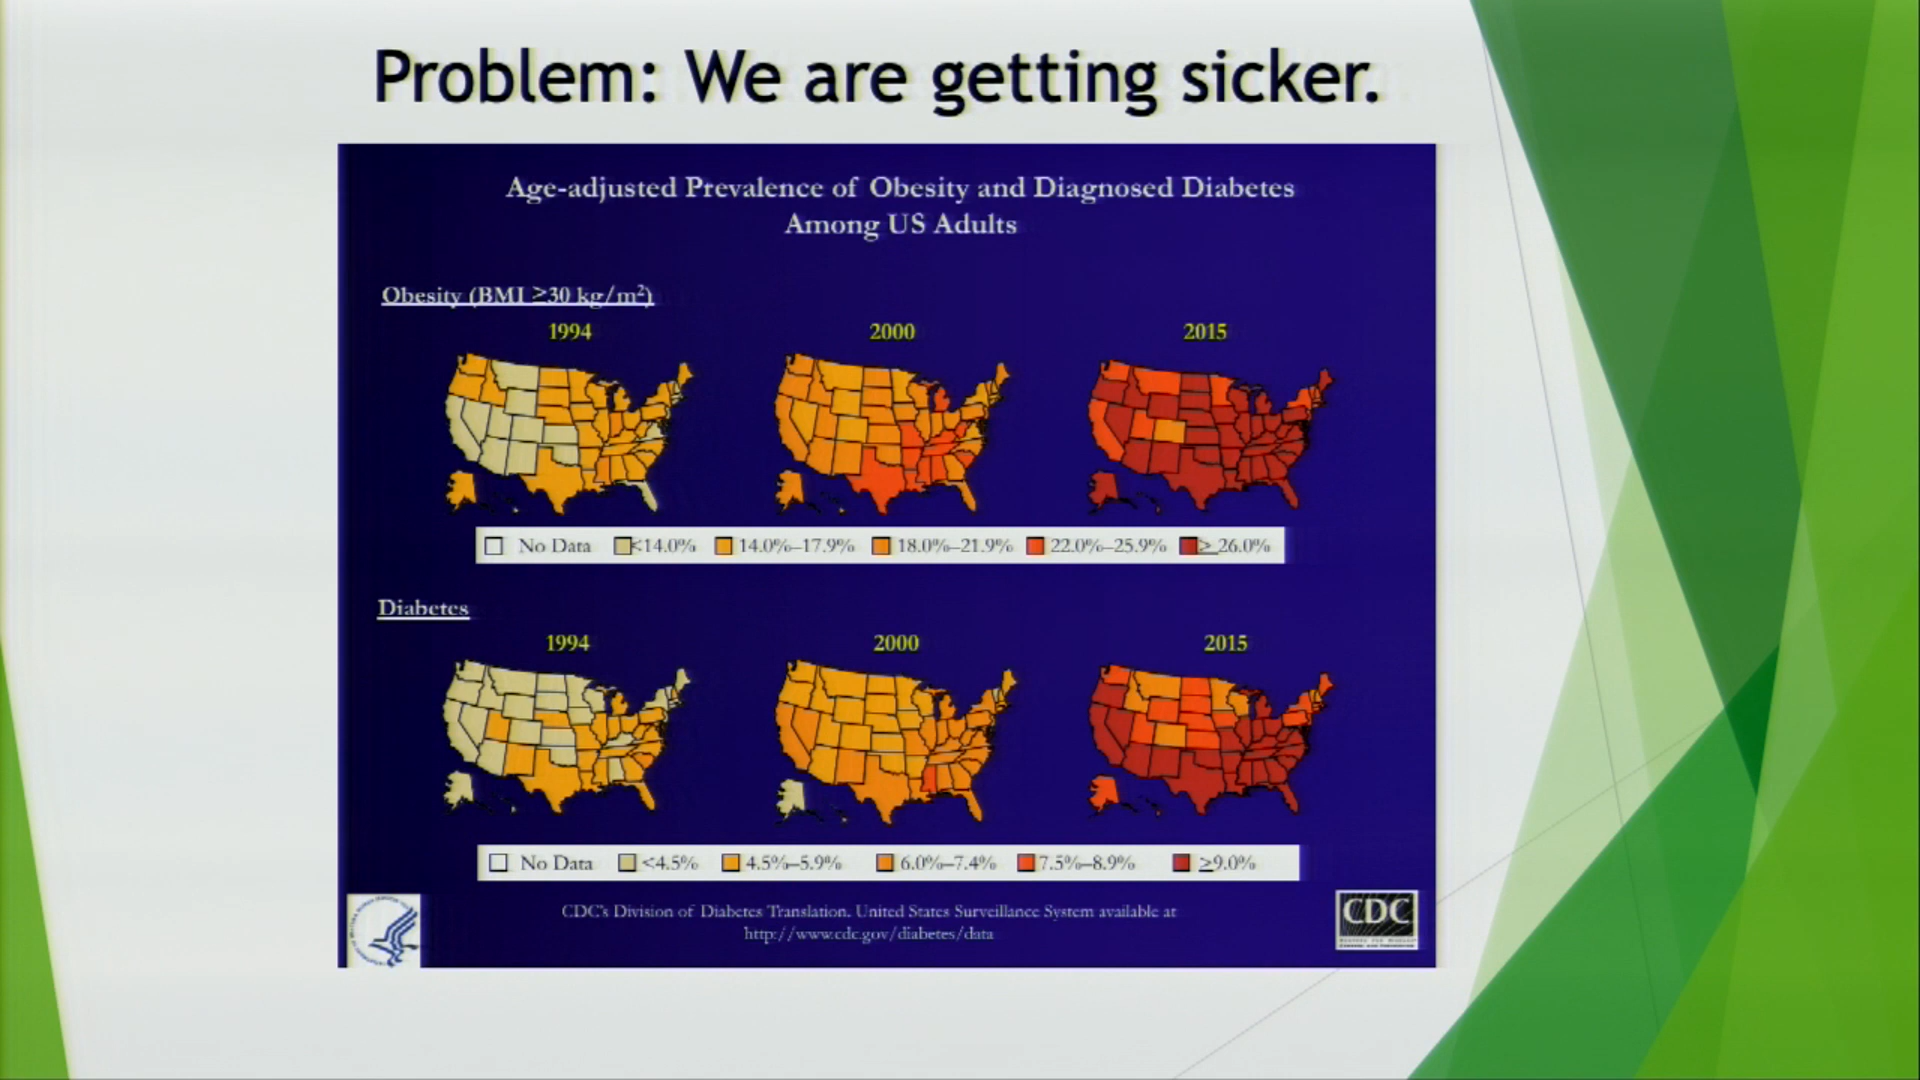 Problem: We are getting sicker.
Age-adjusted Prevalence of Obesity and Diagnosed Diabetes
Among US Adults
Obesity (BMI ≥30 kg/m²)
1994 2000 2015
No Data <14.0% 14.0%–17.9% 18.0%–21.9% 22.0%–25.9% ≥ 26.0%
Diabetes
1994 2000 2015
No Data <4.5% 4.5%–5.9% 6.0%–7.4% 7.5%–8.9% ≥9.0%
CDC's Division of Diabetes Translation. United States Surveillance System available at
http://www.cdc.gov/diabetes/data
CDC